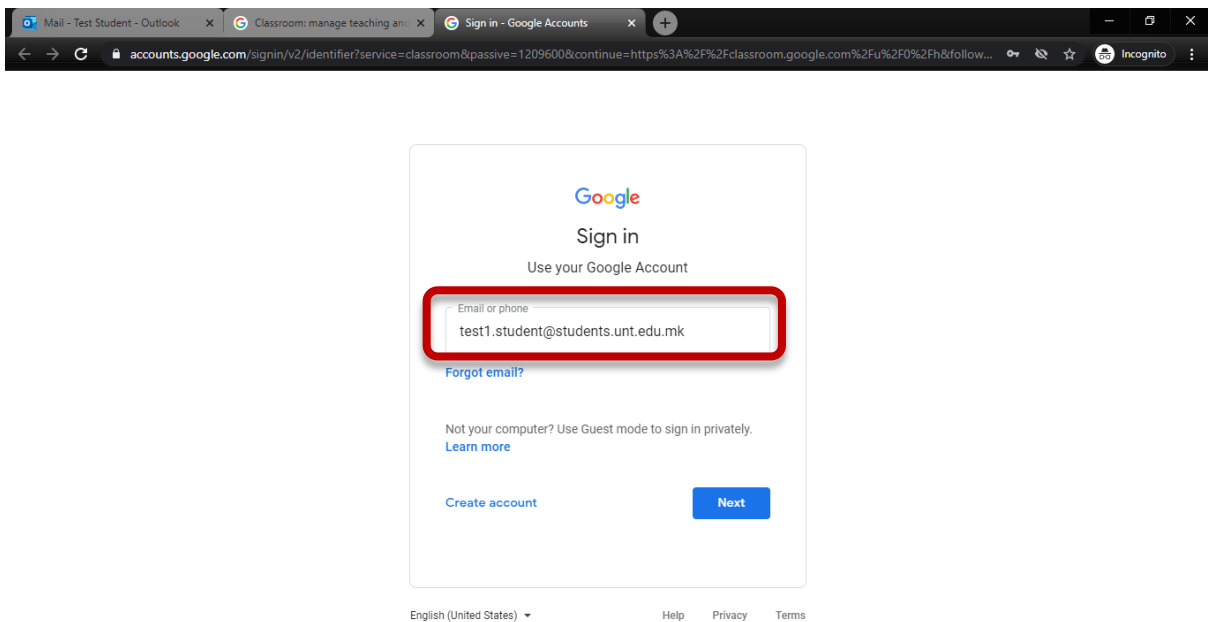 Mail - Test Student - Outlook
Classroom: manage teaching and
Sign in - Google Accounts
accounts.google.com/signin/v2/identifier?service=classroom&passive=1209600&continue=https%3A%2F%2Fclassroom.google.com%2Fu%2F0%2Fh&follow...
Incognito
Google
Sign in
Use your Google Account
Email or phone
test1.student@students.unt.edu.mk
Forgot email?
Not your computer? Use Guest mode to sign in privately.
Learn more
Create account
Next
English (United States)
Help Privacy Terms